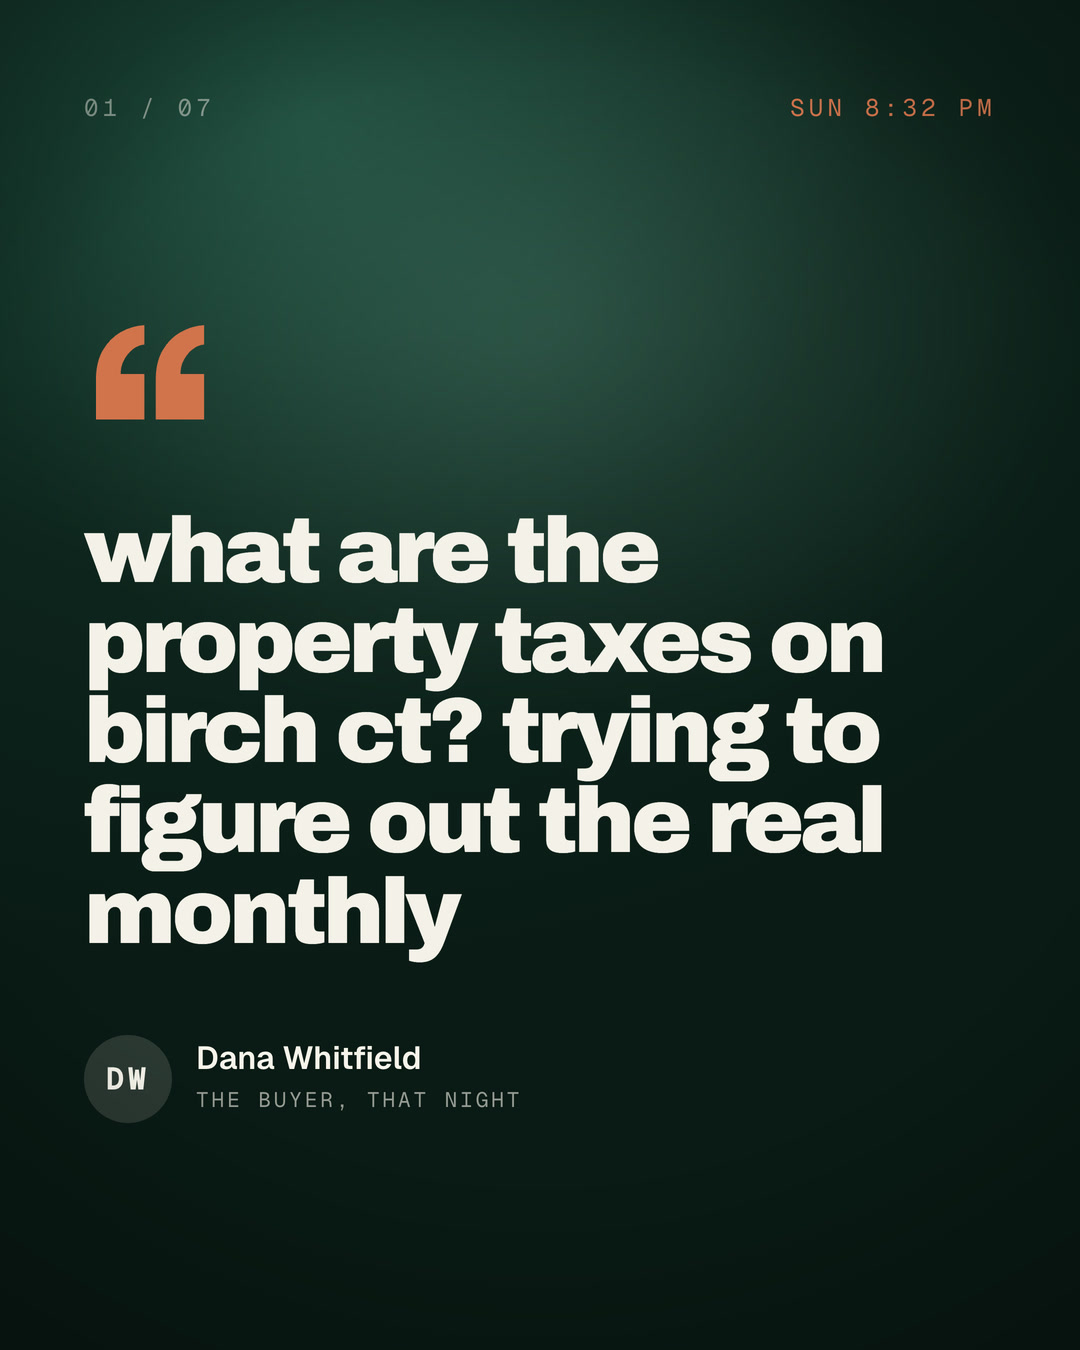 01 / 07
SUN 8:32 PM
“
what are the
property taxes on
birch ct? trying to
figure out the real
monthly
DW
Dana Whitfield
THE BUYER, THAT NIGHT